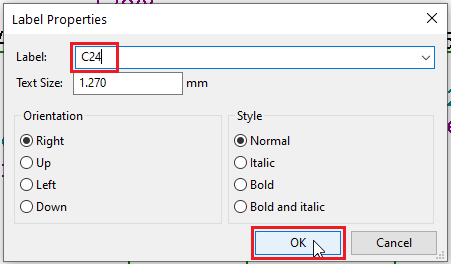 Label Properties
Label: C24
Text Size: 1.270 mm
Orientation Style
Right Normal
Up Italic
Left Bold
Down Bold and italic
OK Cancel